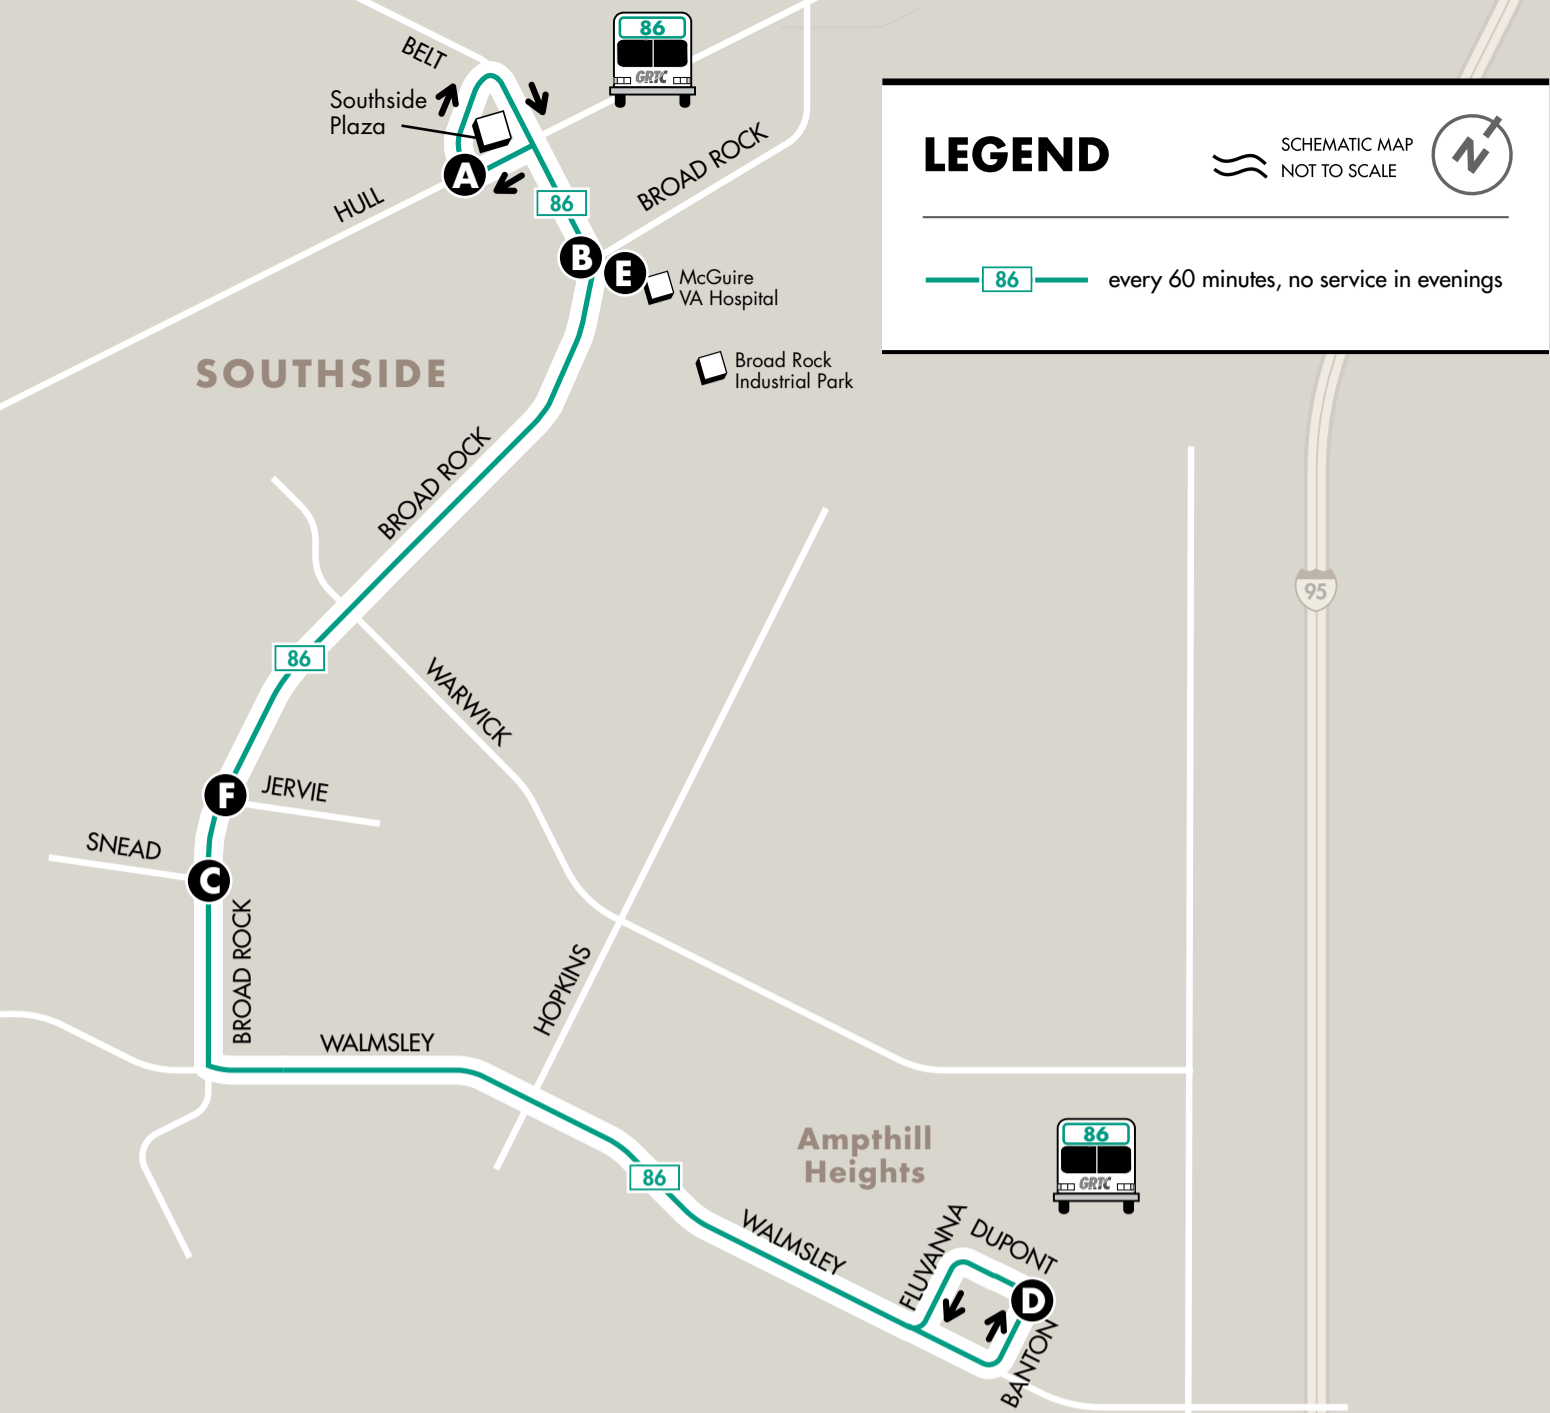 BELT
86
GRTC
Southside
Plaza
A
HULL
86
BROAD ROCK
B
E
McGuire
VA Hospital
Broad Rock
Industrial Park
LEGEND
SCHEMATIC MAP
NOT TO SCALE
N
86
every 60 minutes, no service in evenings
SOUTHSIDE
BROAD ROCK
95
86
WARWICK
F
JERVIE
SNEAD
C
BROAD ROCK
HOPKINS
WALMSLEY
86
Ampthill
Heights
86
GRTC
WALMSLEY
FLUVANNA
DUPONT
D
BANTON